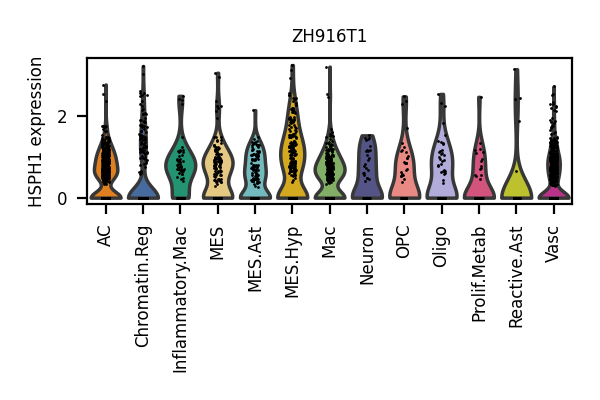 ZH916T1
HSPH1 expression
2
0
AC
Chromatin.Reg
Inflammatory.Mac
MES
MES.Ast
MES.Hyp
Mac
Neuron
OPC
Oligo
Prolif.Metab
Reactive.Ast
Vasc